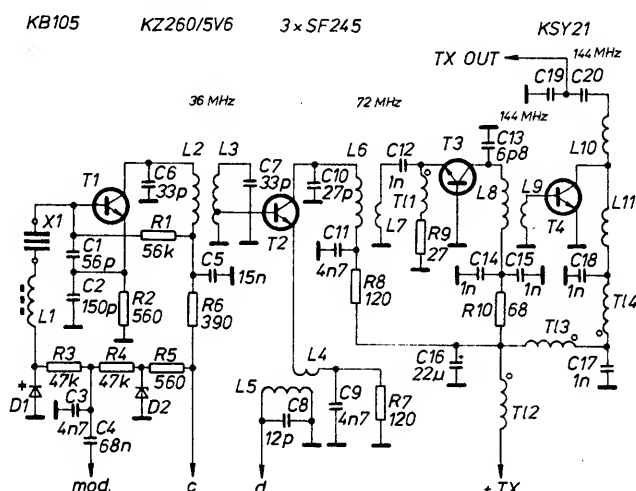 KB105 KZ260/5V6 3×SF245 KSY21
144 MHz
TX OUT C19 C20
36 MHz 72 MHz
144 MHz
C12 T3 C13
6p8
L2 L3 L6 L10
T1 C6
33p
C7
33p
C10
27p
1n
Tl1 L8 L9
T2 T4 L11
X1 R1
56k
C1
56p
C5
15n
C11
4n7
L7 R9
27
C14
1n
C15
1n
C18
1n
C2
150p
R2
560
R6
390
R8
120
R10 68 Tl4
L1
R3
47k
R4
47k
R5
560
L4 C16
22µ
Tl3
C17
1n
D1 C3
4n7
D2 L5 C8
12p
C9
4n7
R7
120
Tl2
C4
68n
mod. c d + TX